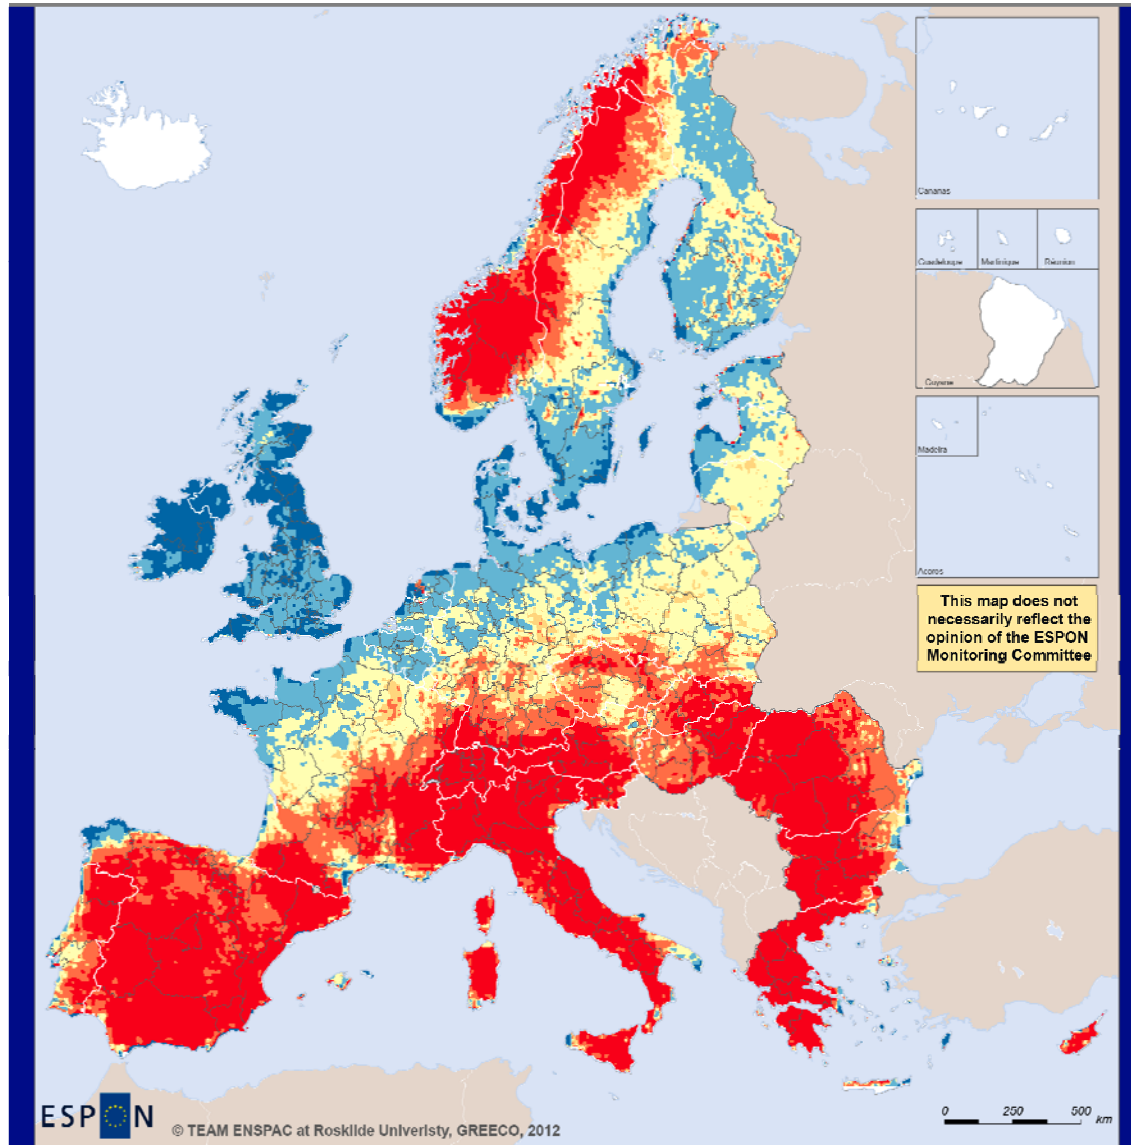 Canarias
Guadeloupe
Martinique
Réunion
Guyane
Madeira
Acoros
This map does not
necessarily reflect the
opinion of the ESPON
Monitoring Committee
ESPON
© TEAM ENSPAC at Roskilde Univeristy, GREECO, 2012
0 250 500
km